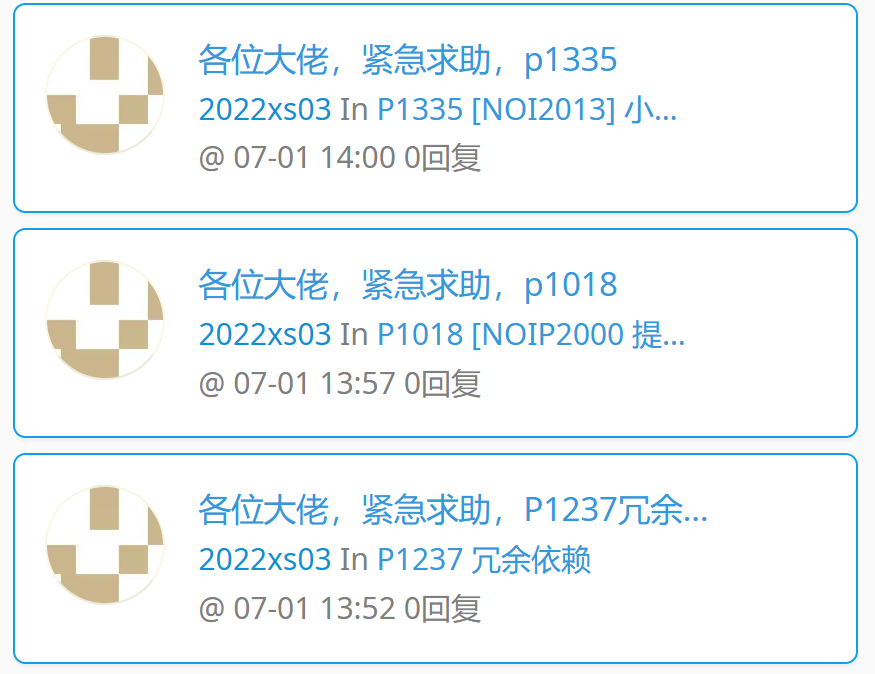 各位大佬，紧急求助，p1335
2022xs03 In P1335 [NOI2013] 小...
@ 07-01 14:00 0回复
各位大佬，紧急求助，p1018
2022xs03 In P1018 [NOIP2000 提...
@ 07-01 13:57 0回复
各位大佬，紧急求助，P1237冗余...
2022xs03 In P1237 冗余依赖
@ 07-01 13:52 0回复